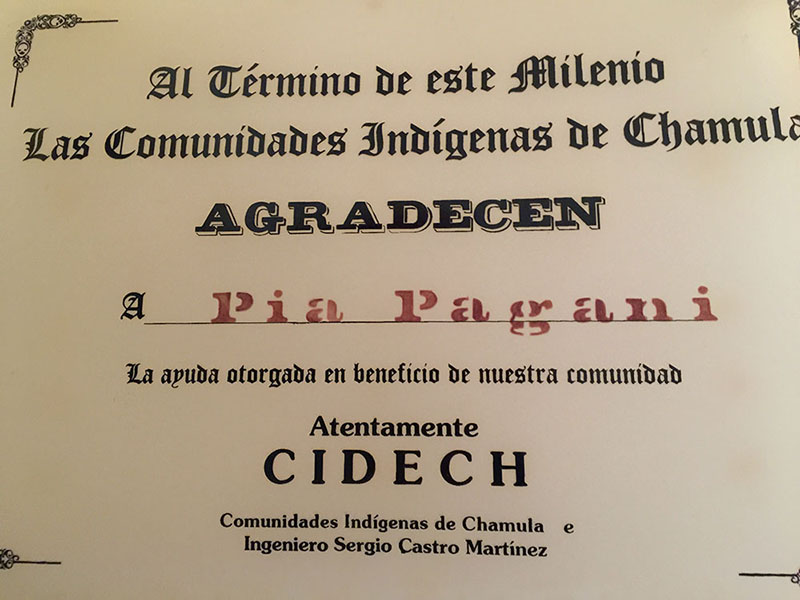 Al Término de este Milenio
Las Comunidades Indígenas de Chamula
AGRADECEN
A Pia Pagani
La ayuda otorgada en beneficio de nuestra comunidad
Atentamente
CIDECH
Comunidades Indígenas de Chamula e
Ingeniero Sergio Castro Martínez